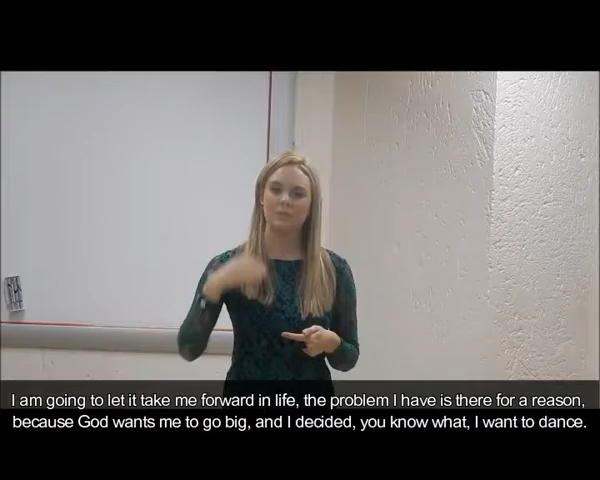 I am going to let it take me forward in life, the problem I have is there for a reason,
because God wants me to go big, and I decided, you know what, I want to dance.